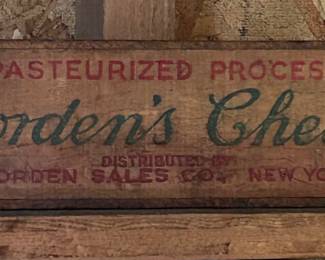 PASTEURIZED PROCES
orden's Che
DISTRIBUTED BY
ORDEN SALES CO., NEW YO